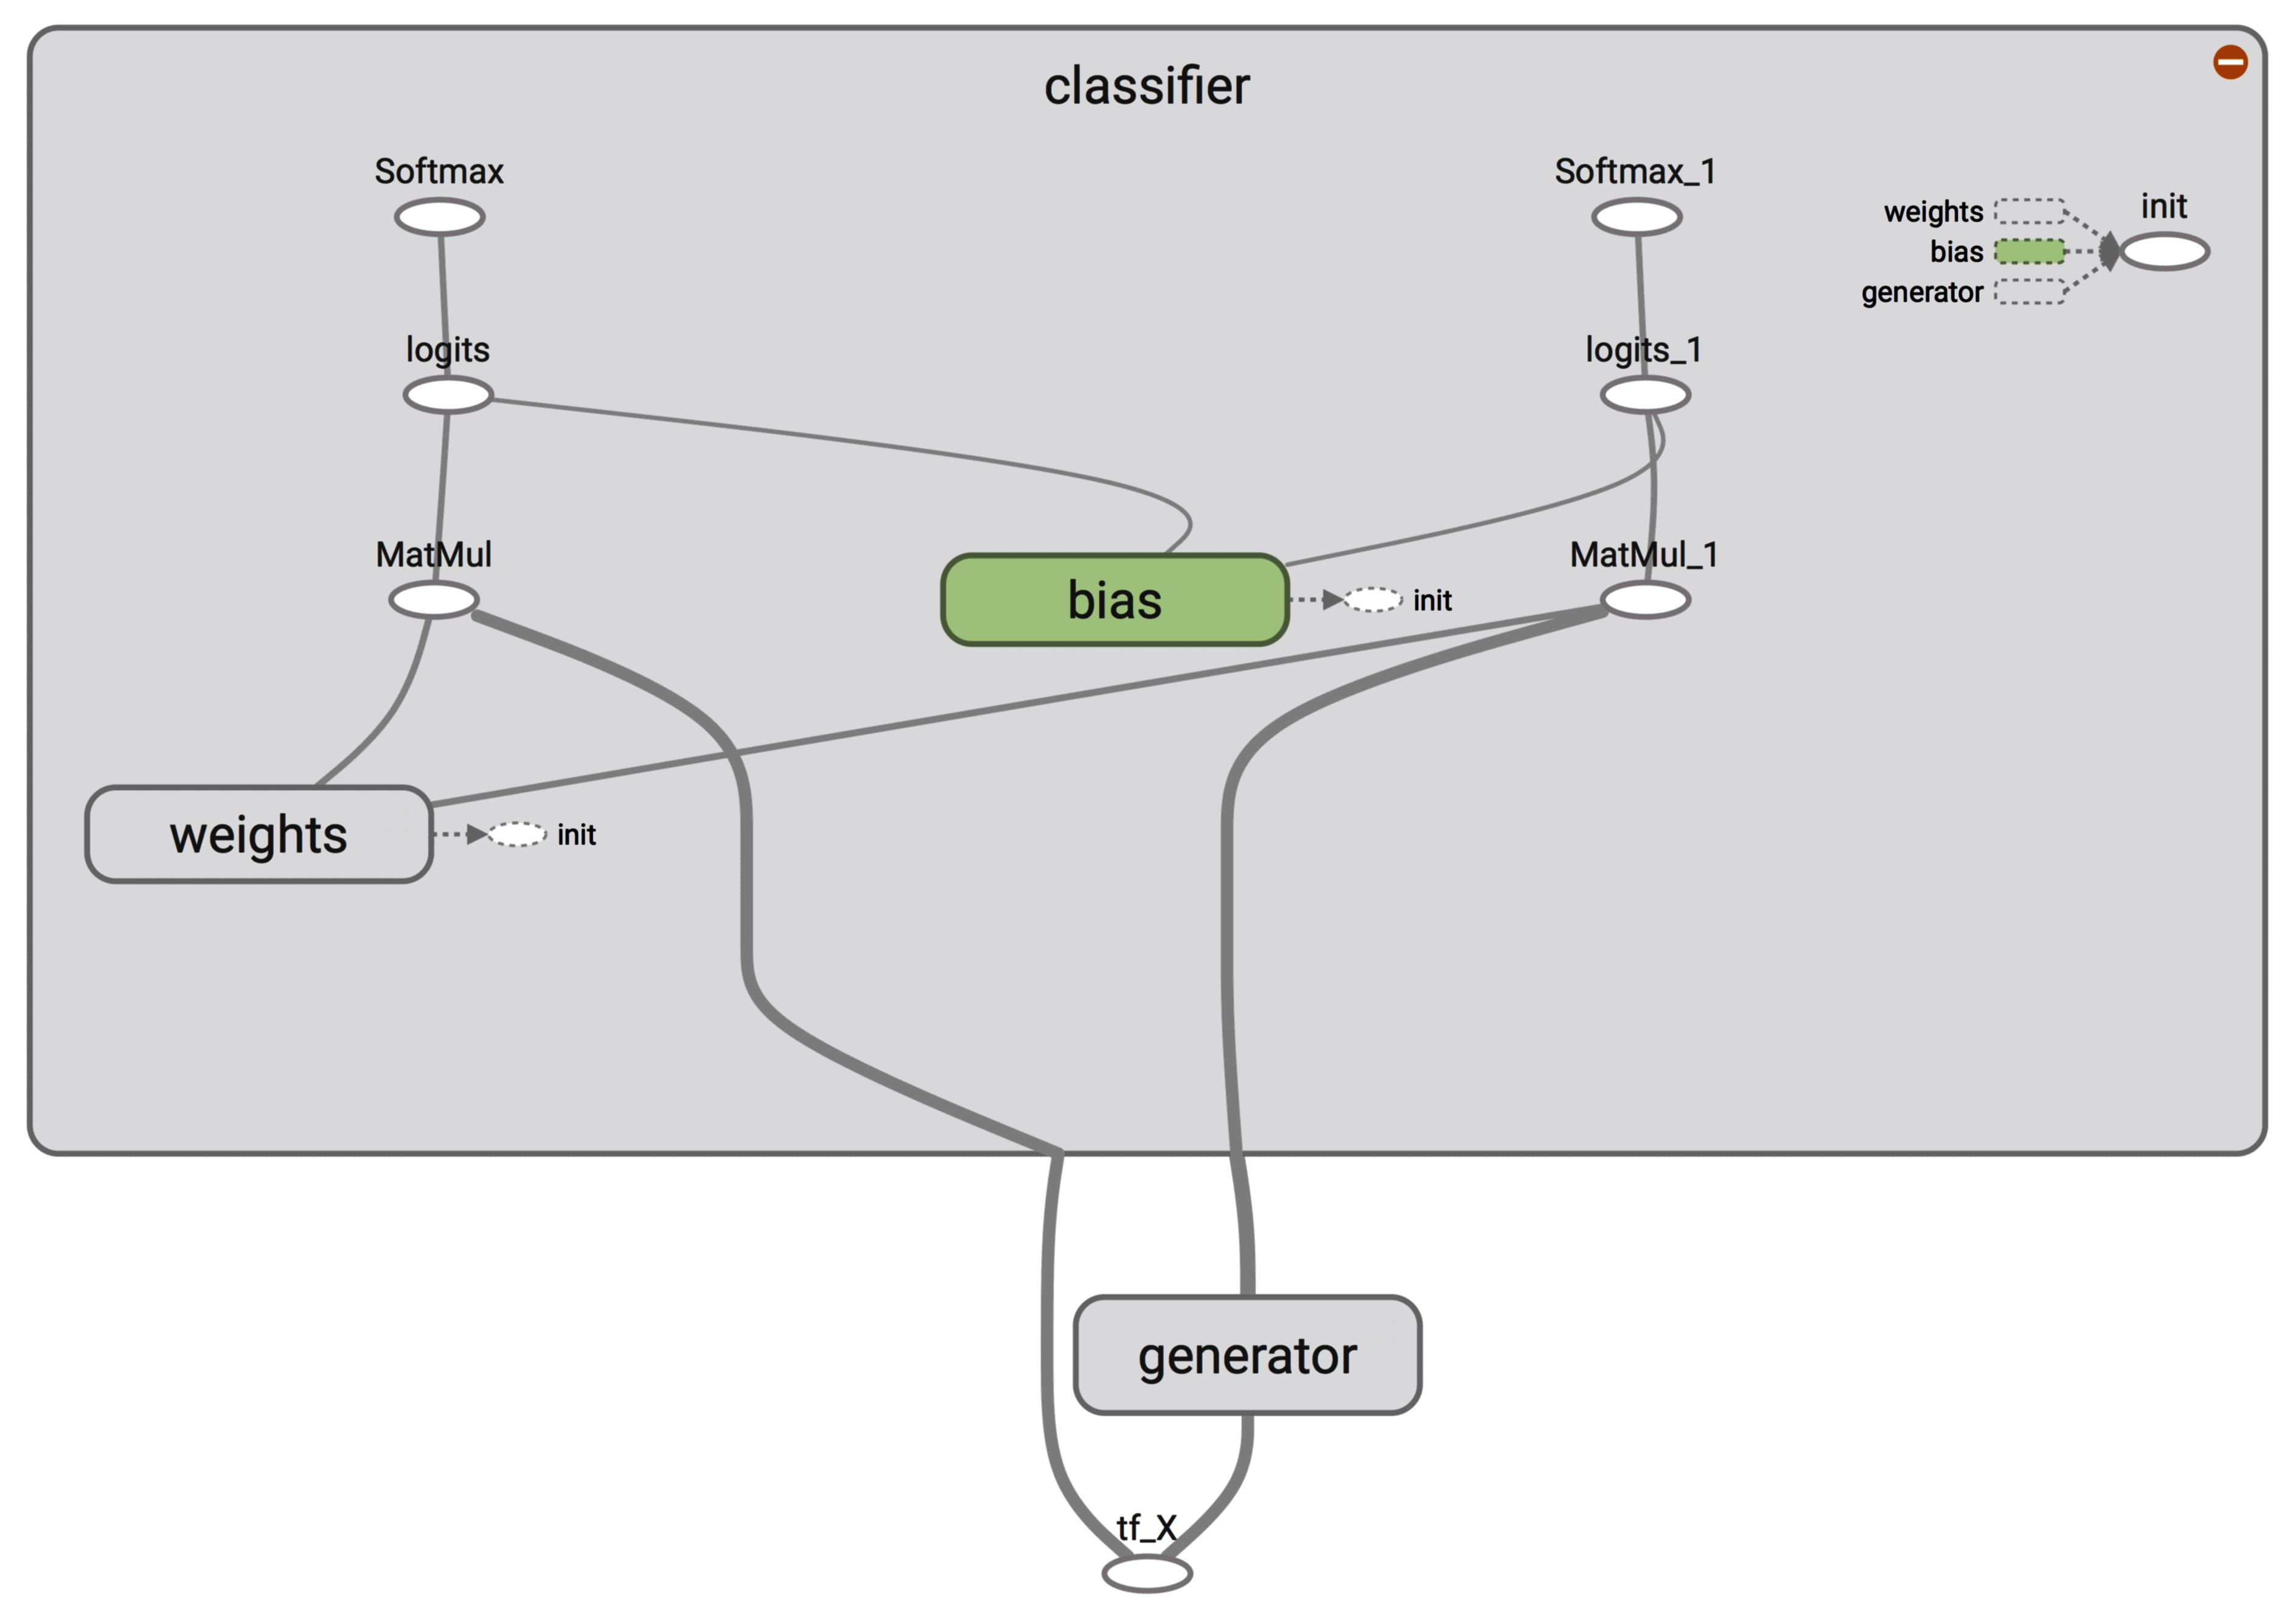 classifier
Softmax
Softmax_1
weights
init
bias
generator
logits
logits_1
MatMul
MatMul_1
bias
init
weights
init
generator
tf_X